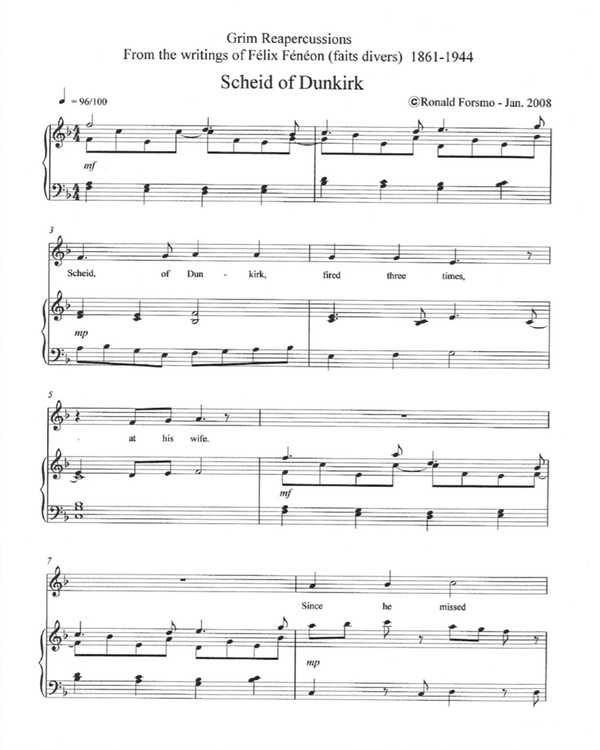 Grim Reapercussions
From the writings of Félix Fénéon (faits divers) 1861-1944
Scheid of Dunkirk
♩ = 96/100
©Ronald Forsmo - Jan. 2008
4/4
mf
3
Scheid, of Dun - kirk, fired three times,
mp
5
at his wife.
mf
7
Since he missed
mp